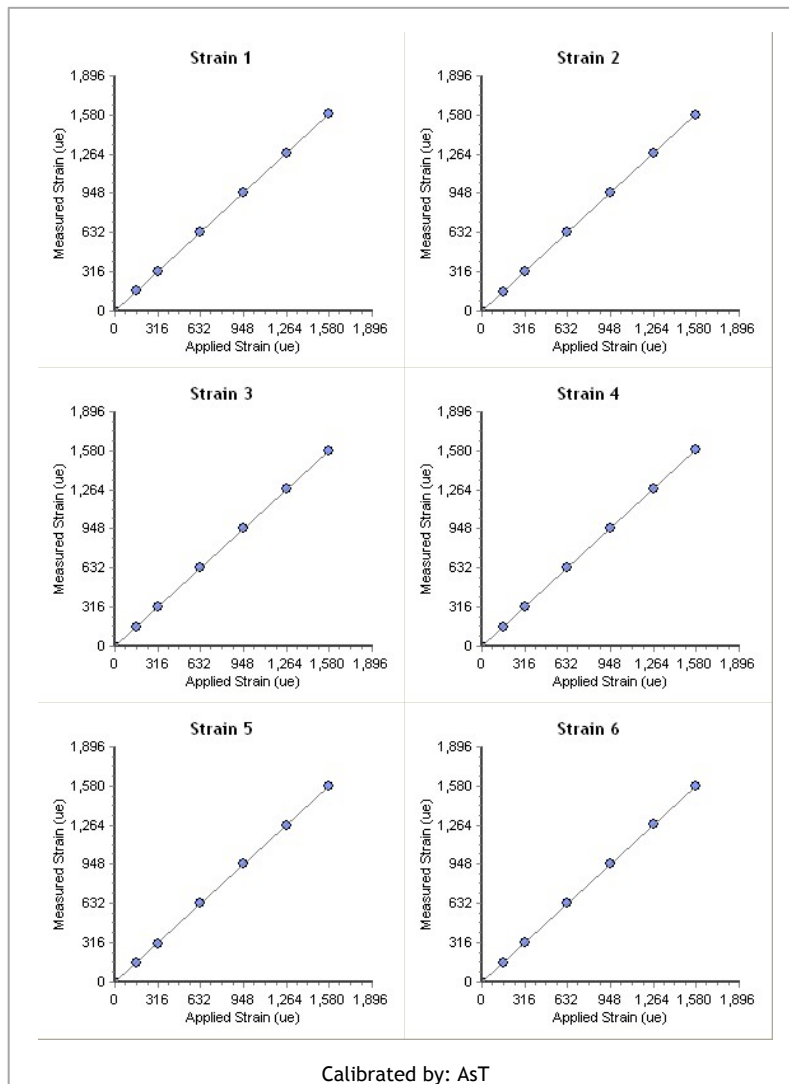 Strain 1
1,896
1,580
1,264
948
632
316
0
Measured Strain (ue)
0 316 632 948 1,264 1,580 1,896
Applied Strain (ue)
Strain 2
1,896
1,580
1,264
948
632
316
0
Measured Strain (ue)
0 316 632 948 1,264 1,580 1,896
Applied Strain (ue)
Strain 3
1,896
1,580
1,264
948
632
316
0
Measured Strain (ue)
0 316 632 948 1,264 1,580 1,896
Applied Strain (ue)
Strain 4
1,896
1,580
1,264
948
632
316
0
Measured Strain (ue)
0 316 632 948 1,264 1,580 1,896
Applied Strain (ue)
Strain 5
1,896
1,580
1,264
948
632
316
0
Measured Strain (ue)
0 316 632 948 1,264 1,580 1,896
Applied Strain (ue)
Strain 6
1,896
1,580
1,264
948
632
316
0
Measured Strain (ue)
0 316 632 948 1,264 1,580 1,896
Applied Strain (ue)
Calibrated by: AsT